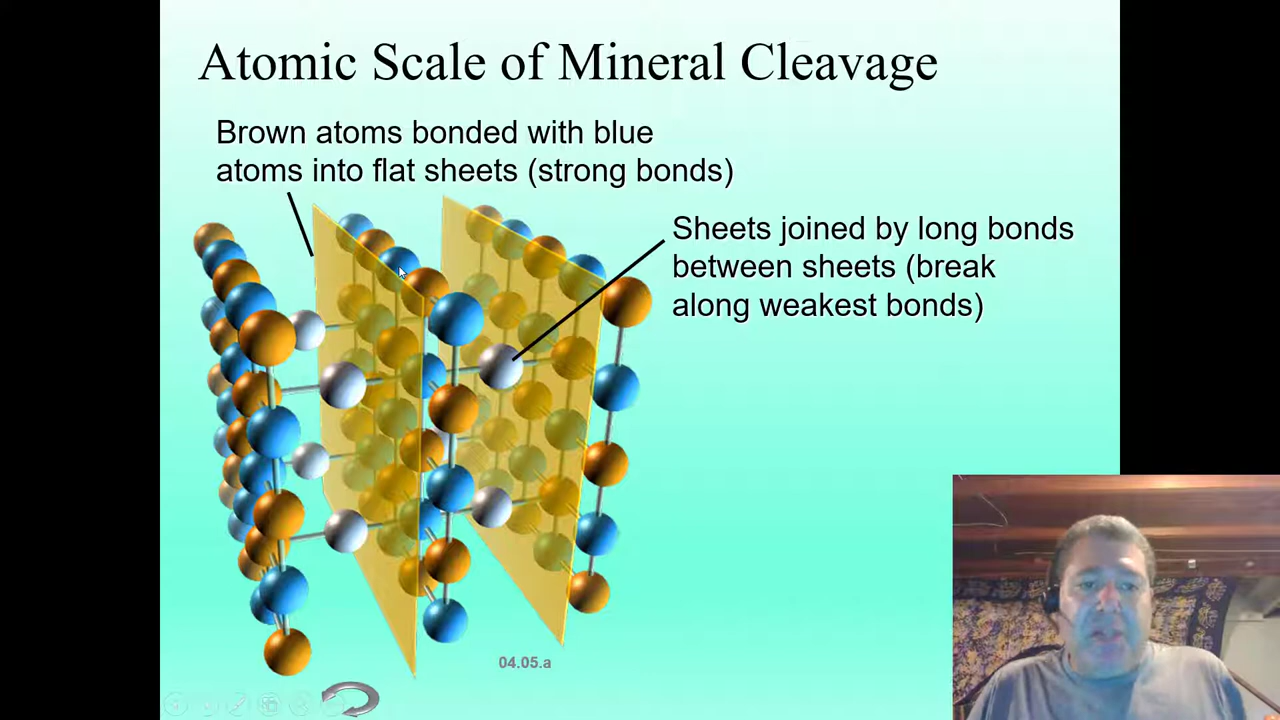 Atomic Scale of Mineral Cleavage
Brown atoms bonded with blue
atoms into flat sheets (strong bonds)
Sheets joined by long bonds
between sheets (break
along weakest bonds)
04.05.a